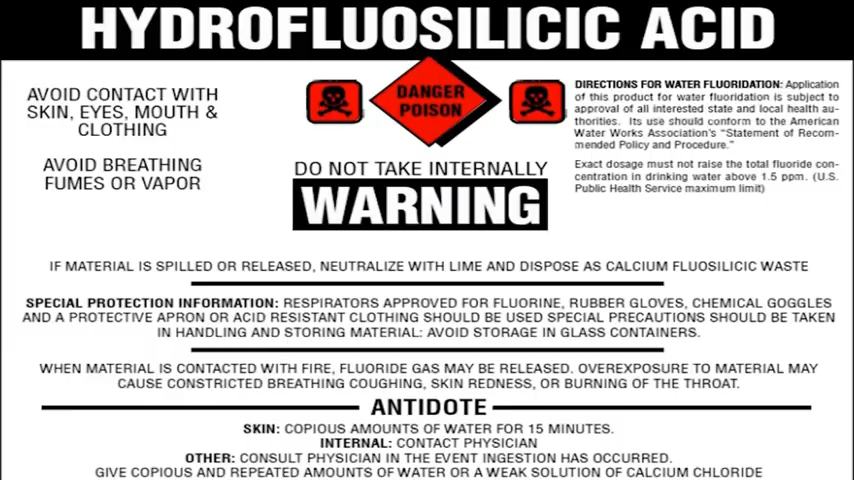 HYDROFLUOSILICIC ACID
AVOID CONTACT WITH
SKIN, EYES, MOUTH &
CLOTHING
AVOID BREATHING
FUMES OR VAPOR
DANGER
POISON
DO NOT TAKE INTERNALLY
WARNING
DIRECTIONS FOR WATER FLUORIDATION: Application
of this product for water fluoridation is subject to
approval of all interested state and local health au-
thorities. Its use should conform to the American
Water Works Association's "Statement of Recom-
mended Policy and Procedure."
Exact dosage must not raise the total fluoride con-
centration in drinking water above 1.5 ppm. (U.S.
Public Health Service maximum limit)
IF MATERIAL IS SPILLED OR RELEASED, NEUTRALIZE WITH LIME AND DISPOSE AS CALCIUM FLUOSILICIC WASTE
SPECIAL PROTECTION INFORMATION: RESPIRATORS APPROVED FOR FLUORINE, RUBBER GLOVES, CHEMICAL GOGGLES
AND A PROTECTIVE APRON OR ACID RESISTANT CLOTHING SHOULD BE USED SPECIAL PRECAUTIONS SHOULD BE TAKEN
IN HANDLING AND STORING MATERIAL: AVOID STORAGE IN GLASS CONTAINERS.
WHEN MATERIAL IS CONTACTED WITH FIRE, FLUORIDE GAS MAY BE RELEASED. OVEREXPOSURE TO MATERIAL MAY
CAUSE CONSTRICTED BREATHING COUGHING, SKIN REDNESS, OR BURNING OF THE THROAT.
ANTIDOTE
SKIN: COPIOUS AMOUNTS OF WATER FOR 15 MINUTES.
INTERNAL: CONTACT PHYSICIAN
OTHER: CONSULT PHYSICIAN IN THE EVENT INGESTION HAS OCCURRED.
GIVE COPIOUS AND REPEATED AMOUNTS OF WATER OR A WEAK SOLUTION OF CALCIUM CHLORIDE